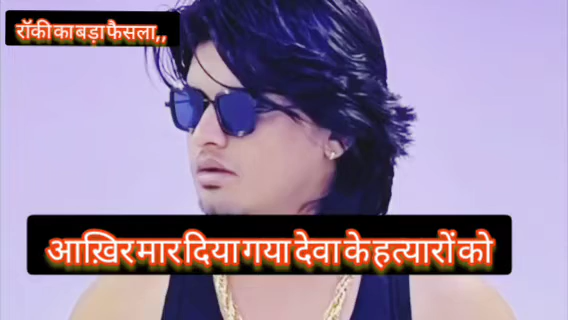 रॉकी का बड़ा फैसला,,
आख़िर मार दिया गया देवा के हत्यारों को